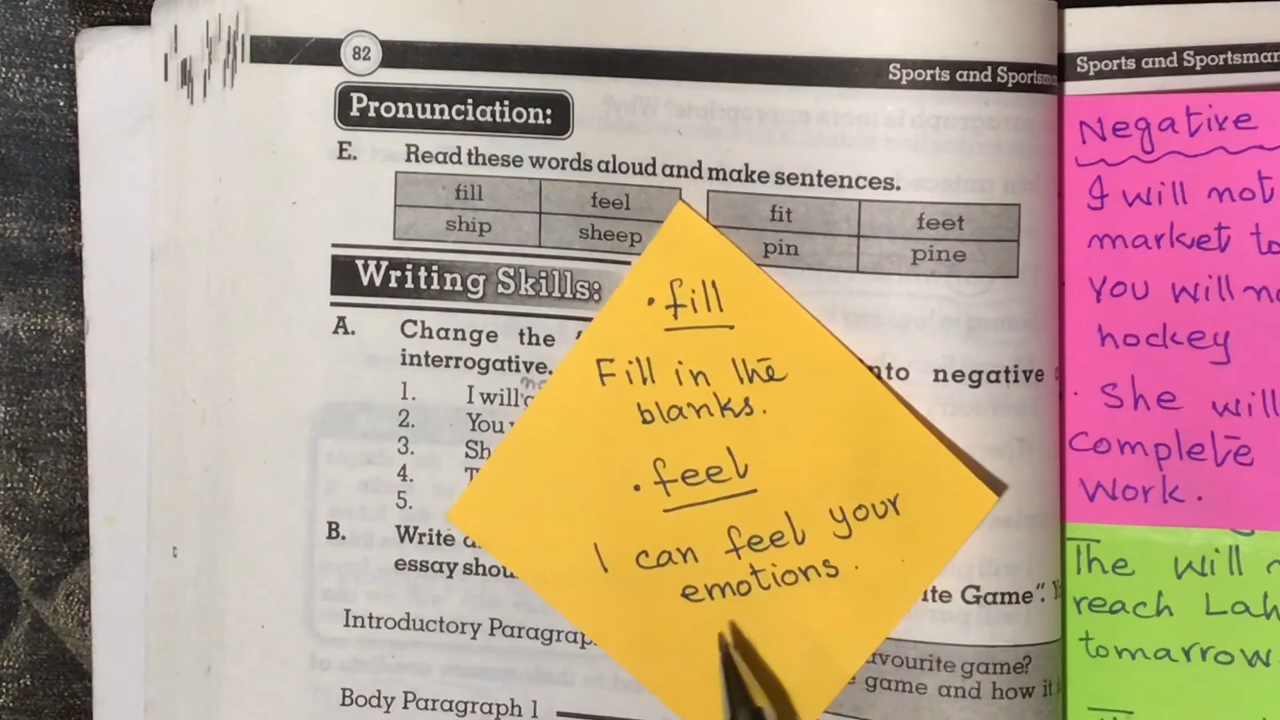 82
Sports and Sportsm
Pronunciation:
E. Read these words aloud and make sentences.
fill feel fit feet
ship sheep pin pine
Writing Skills:
A. Change the
interrogative.
nto negative
1. I will
2. You
3. Sh
4. T
5.
B. Write
essay shou
ite Game".
Introductory Paragrap
avourite game?
game and how it i
Body Paragraph 1
• fill
Fill in the
blanks.
• feel
I can feel your
emotions.
Sports and Sportsmar
Negative
I will not
market to
You will no
hockey
• She will
complete
work.
The will
reach Lah
tomorrow.